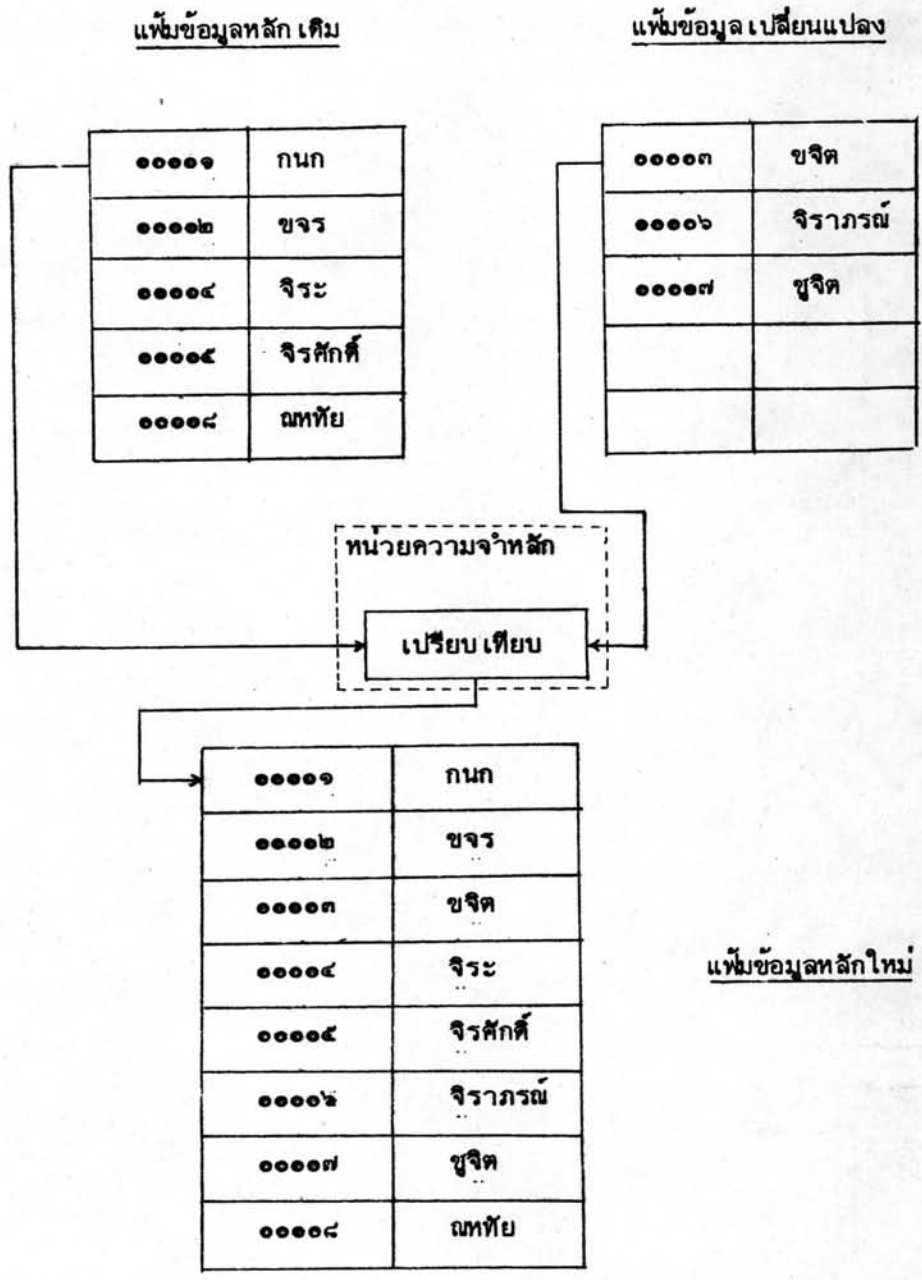 แฟ้มข้อมูลหลักเดิม
แฟ้มข้อมูลเปลี่ยนแปลง
๐๐๐๐๑ กนก
๐๐๐๐๒ ขจร
๐๐๐๐๔ จิระ
๐๐๐๐๕ จิรศักดิ์
๐๐๐๐๘ ณหทัย
๐๐๐๐๓ ขจิต
๐๐๐๐๖ จิราภรณ์
๐๐๐๐๗ ชูจิต
หน่วยความจำหลัก
เปรียบเทียบ
๐๐๐๐๑ กนก
๐๐๐๐๒ ขจร
๐๐๐๐๓ ขจิต
๐๐๐๐๔ จิระ
๐๐๐๐๕ จิรศักดิ์
๐๐๐๐๖ จิราภรณ์
๐๐๐๐๗ ชูจิต
๐๐๐๐๘ ณหทัย
แฟ้มข้อมูลหลักใหม่